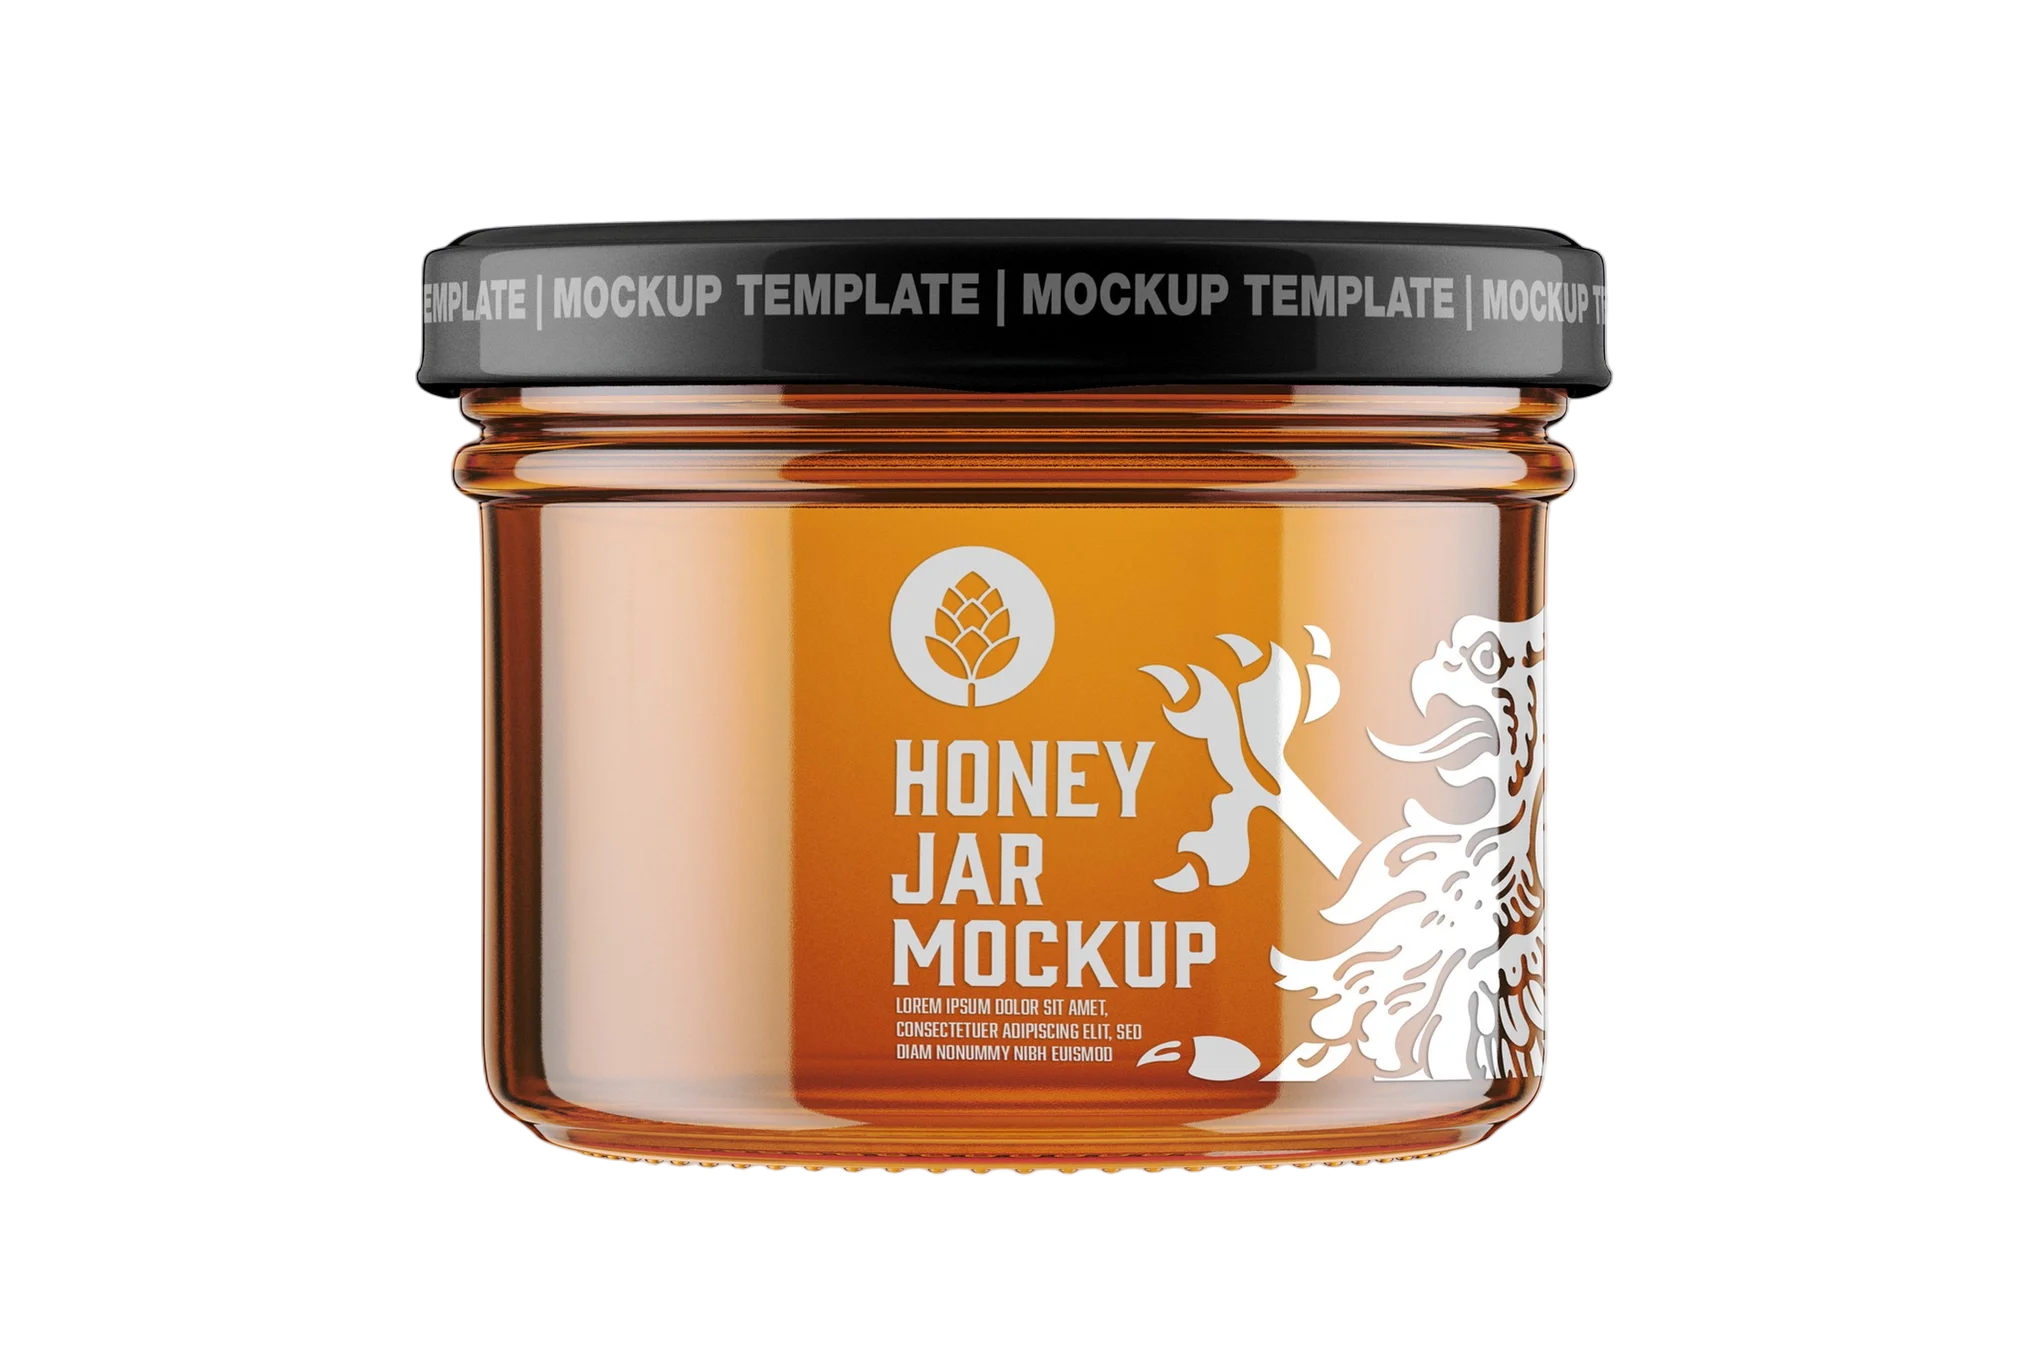 EMPLATE | MOCKUP TEMPLATE | MOCKUP TEMPLATE | MOCKUP TE
HONEY
JAR
MOCKUP
LOREM IPSUM DOLOR SIT AMET,
CONSECTETUER ADIPISCING ELIT, SED
DIAM NONUMMY NIBH EUISMOD